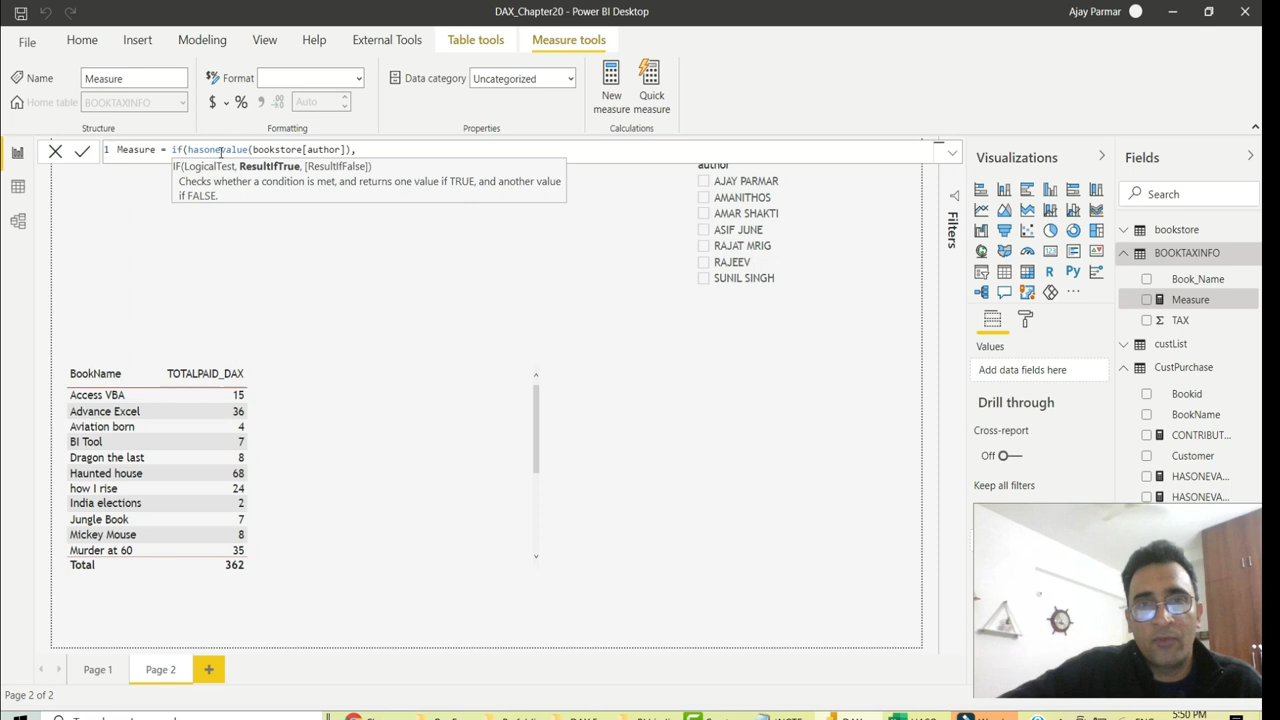 DAX_Chapter20 - Power BI Desktop
Ajay Parmar
File
Home
Insert
Modeling
View
Help
External Tools
Table tools
Measure tools
Name
Measure
Home table
BOOKTAXINFO
Structure
Format
$
%
Auto
Formatting
Data category
Uncategorized
Properties
New measure
Quick measure
Calculations
1 Measure = if(hasonevalue(bookstore[author]),
IF(LogicalTest, ResultIfTrue, [ResultIfFalse])
Checks whether a condition is met, and returns one value if TRUE, and another value
if FALSE.
author
AJAY PARMAR
AMANITHOS
AMAR SHAKTI
ASIF JUNE
RAJAT MRIG
RAJEEV
SUNIL SINGH
BookName TOTALPAID_DAX
Access VBA 15
Advance Excel 36
Aviation born 4
BI Tool 7
Dragon the last 8
Haunted house 68
how I rise 24
India elections 2
Jungle Book 7
Mickey Mouse 8
Murder at 60 35
Total 362
Filters
Visualizations
R
Py
Values
Add data fields here
Drill through
Cross-report
Off
Keep all filters
Fields
Search
bookstore
BOOKTAXINFO
Book_Name
Measure
TAX
custList
CustPurchase
Bookid
BookName
CONTRIBUT...
Customer
HASONEVA...
HASONEVA...
Page 1
Page 2
Page 2 of 2
5:50 PM